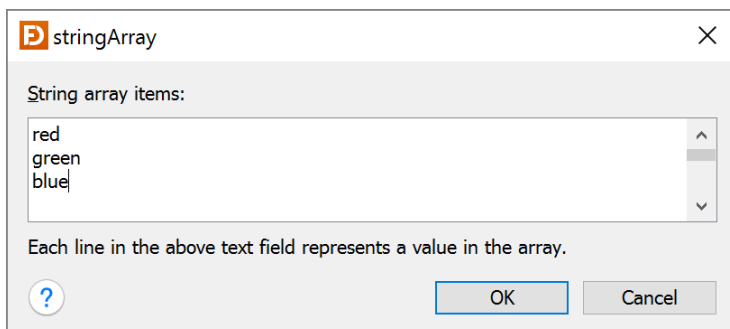 stringArray
String array items:
red
green
blue
Each line in the above text field represents a value in the array.
?
OK
Cancel